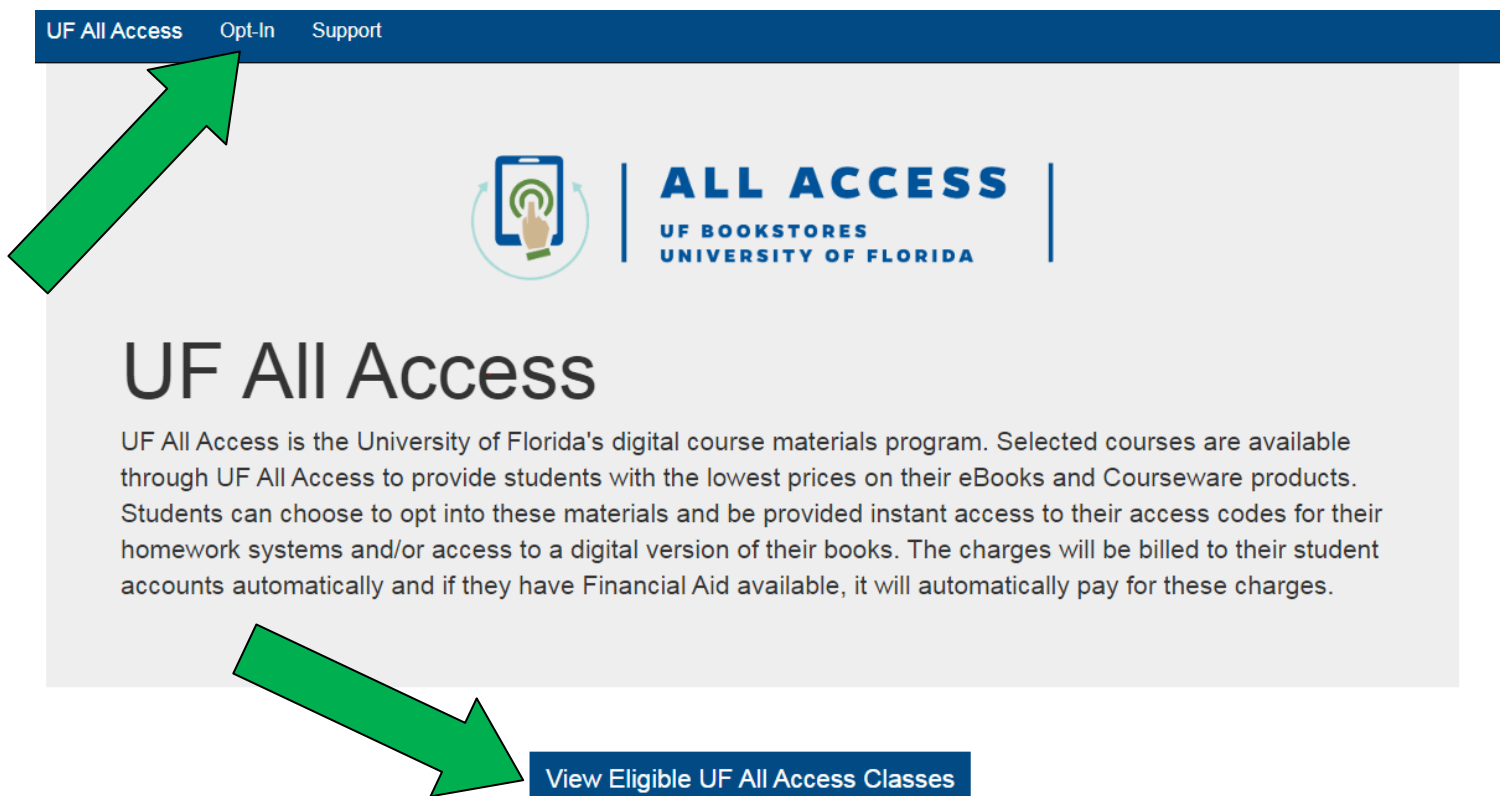 UF All Access Opt-In Support
ALL ACCESS
UF BOOKSTORES
UNIVERSITY OF FLORIDA
UF All Access
UF All Access is the University of Florida's digital course materials program. Selected courses are available
through UF All Access to provide students with the lowest prices on their eBooks and Courseware products.
Students can choose to opt into these materials and be provided instant access to their access codes for their
homework systems and/or access to a digital version of their books. The charges will be billed to their student
accounts automatically and if they have Financial Aid available, it will automatically pay for these charges.
View Eligible UF All Access Classes